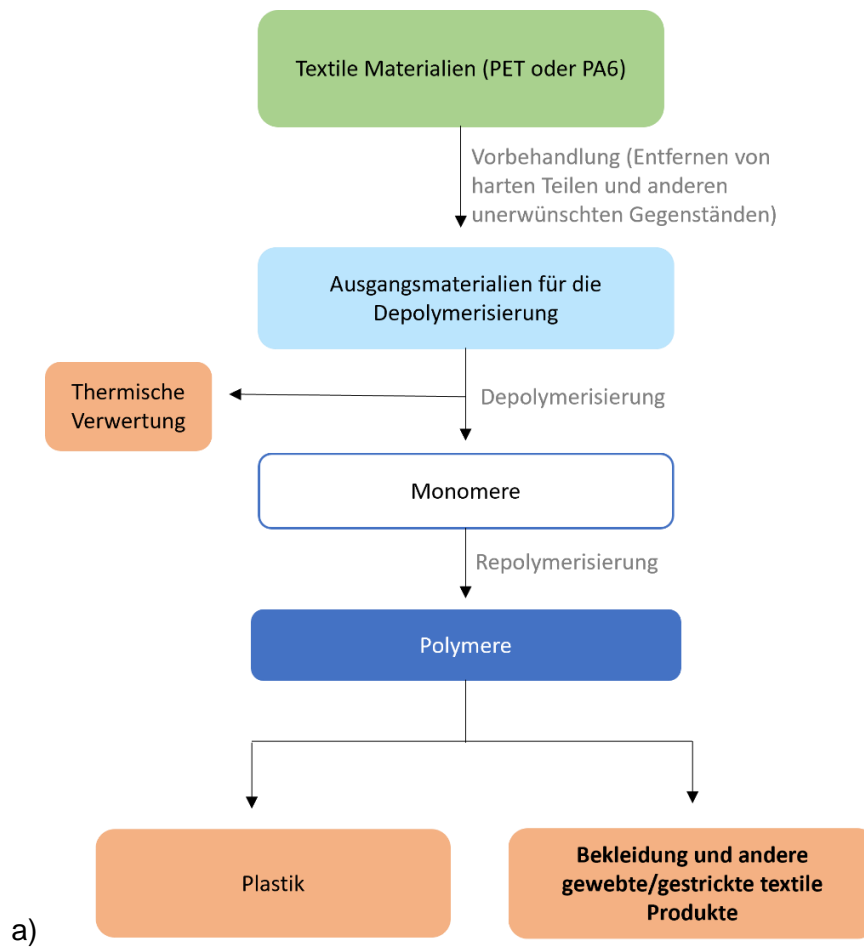 Textile Materialien (PET oder PA6)
Vorbehandlung (Entfernen von
harten Teilen und anderen
unerwünschten Gegenständen)
Ausgangsmaterialien für die
Depolymerisierung
Thermische
Verwertung
Depolymerisierung
Monomere
Repolymerisierung
Polymere
Plastik
Bekleidung und andere
gewebte/gestrickte textile
Produkte
a)